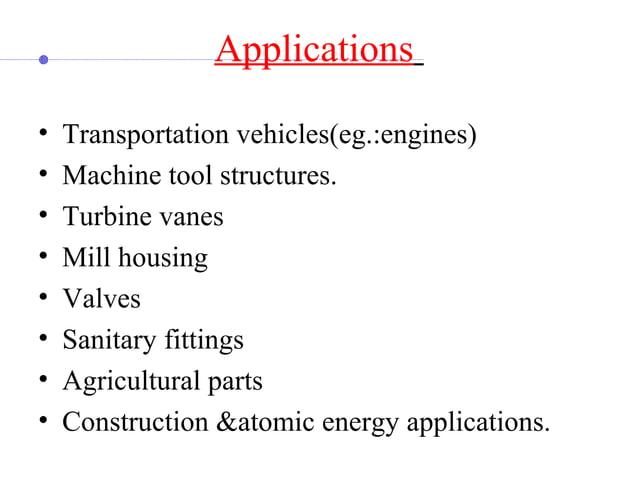 Applications
• Transportation vehicles(eg.:engines)
• Machine tool structures.
• Turbine vanes
• Mill housing
• Valves
• Sanitary fittings
• Agricultural parts
• Construction &atomic energy applications.